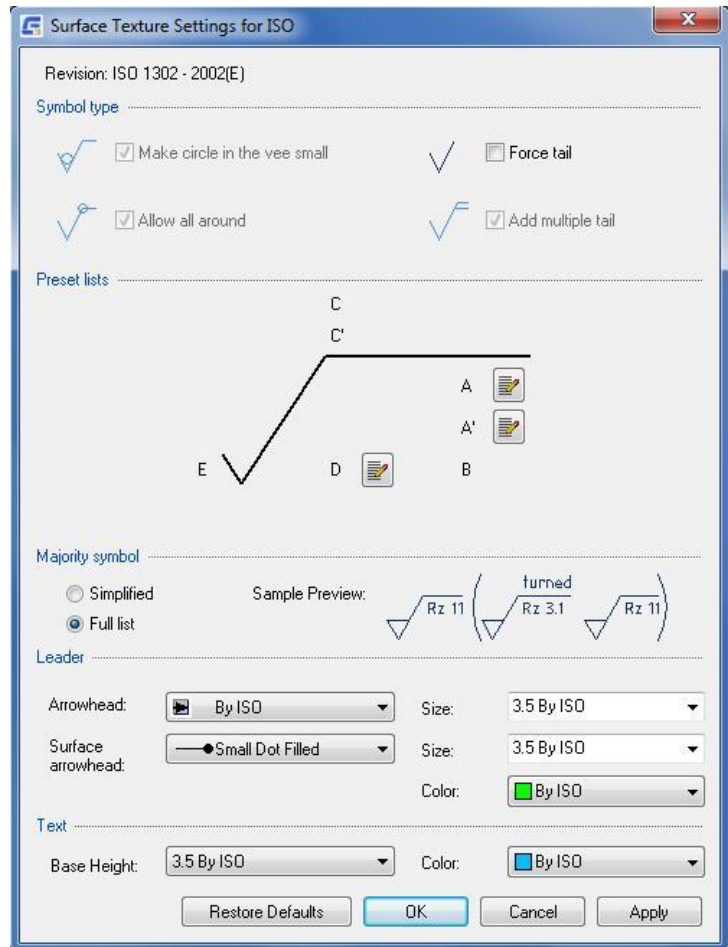 Surface Texture Settings for ISO
Revision: ISO 1302 - 2002(E)
Symbol type
Make circle in the vee small
Force tail
Allow all around
Add multiple tail
Preset lists
C
C'
A
A'
E
D
B
Majority symbol
Simplified
Full list
Sample Preview:
turned
Rz 11
Rz 3.1
Rz 11
Leader
Arrowhead:
By ISO
Size:
3.5 By ISO
Surface
arrowhead:
Small Dot Filled
Size:
3.5 By ISO
Color:
By ISO
Text
Base Height:
3.5 By ISO
Color:
By ISO
Restore Defaults
OK
Cancel
Apply